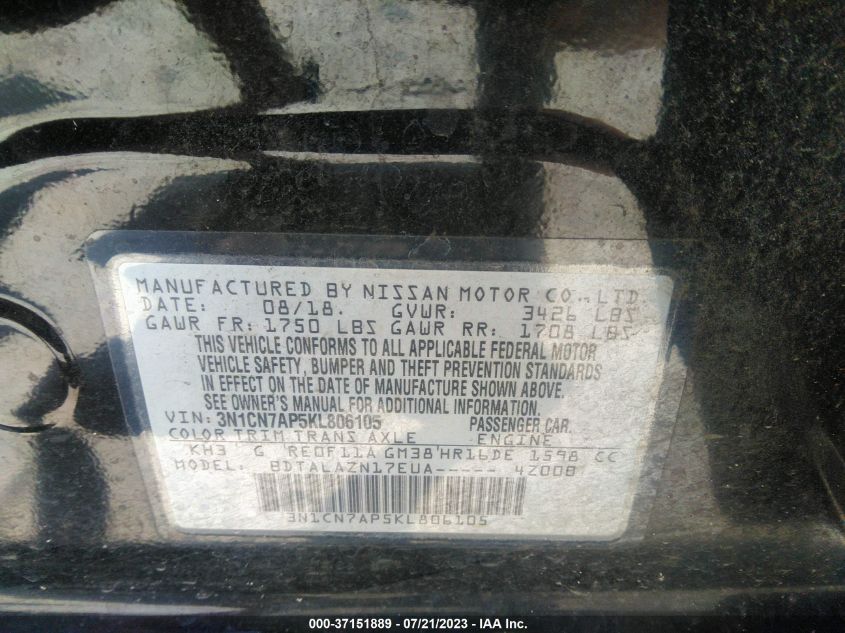 MANUFACTURED BY NISSAN MOTOR CO., LTD.
DATE: 08/18. GVWR: 3426 LBS
GAWR FR: 1750 LBS GAWR RR: 1708 LBS
THIS VEHICLE CONFORMS TO ALL APPLICABLE FEDERAL MOTOR
VEHICLE SAFETY, BUMPER AND THEFT PREVENTION STANDARDS
IN EFFECT ON THE DATE OF MANUFACTURE SHOWN ABOVE.
SEE OWNER'S MANUAL FOR ADDITIONAL INFORMATION.
VIN: 3N1CN7AP5KL806105 PASSENGER CAR.
COLOR TRIM TRANS AXLE ENGINE
KH3 G RE0F11A GM38 HR16DE 1598 CC
MODEL BDTALAZN17EUA----- 4Z008
3N1CN7AP5KL806105
000-37151889 - 07/21/2023 - IAA Inc.